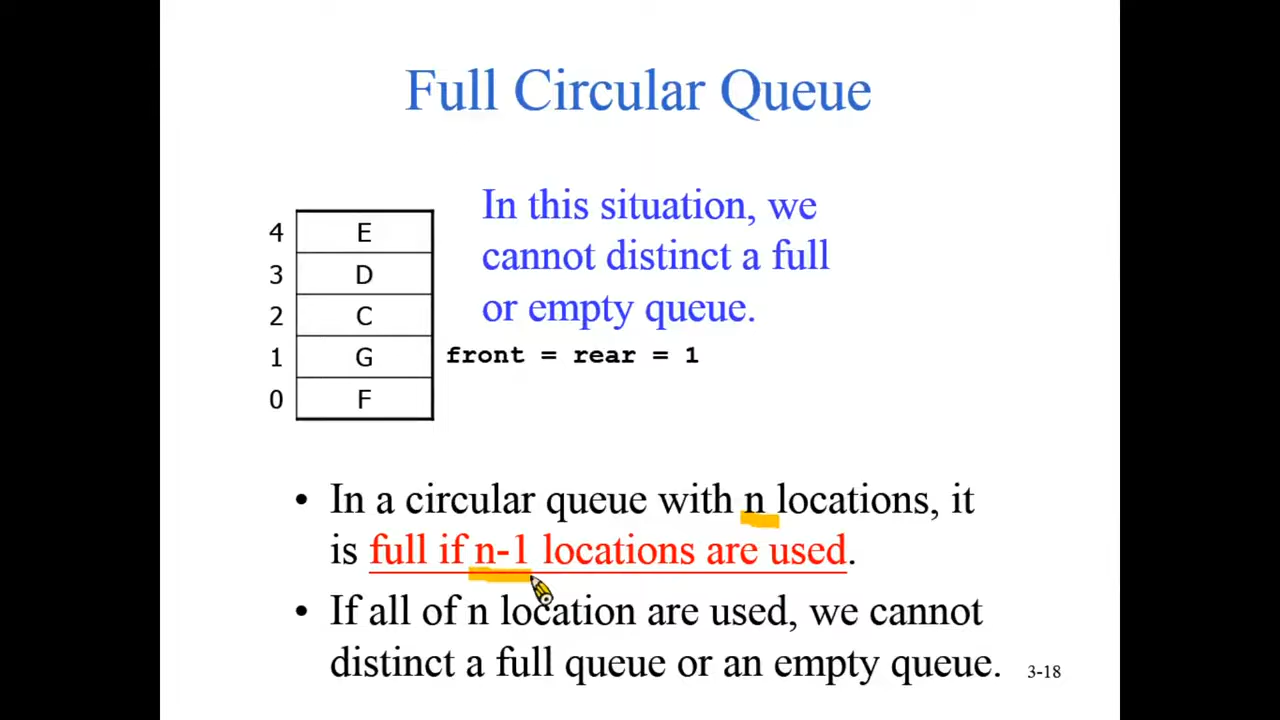 Full Circular Queue
In this situation, we
cannot distinct a full
or empty queue.
4 E
3 D
2 C
1 G front = rear = 1
0 F
• In a circular queue with n locations, it
is full if n-1 locations are used.
• If all of n location are used, we cannot
distinct a full queue or an empty queue.
3-18